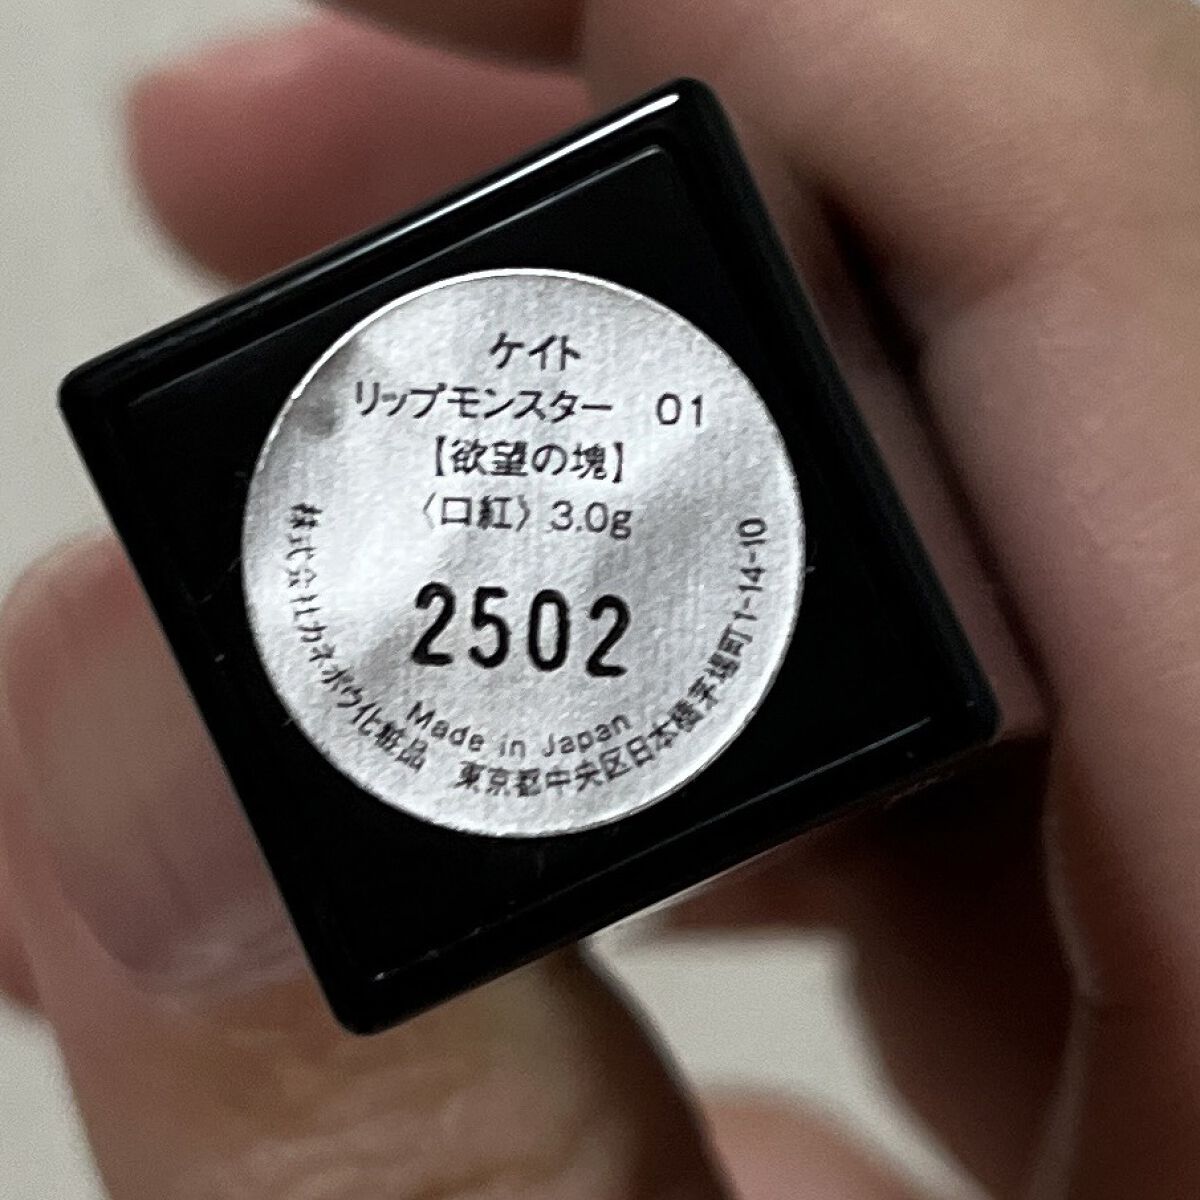 ケイト
リップモンスター 01
【欲望の塊】
〈口紅〉3.0g
2502
Made in Japan
株式会社カネボウ化粧品 東京都中央区日本橋茅場町1-14-10